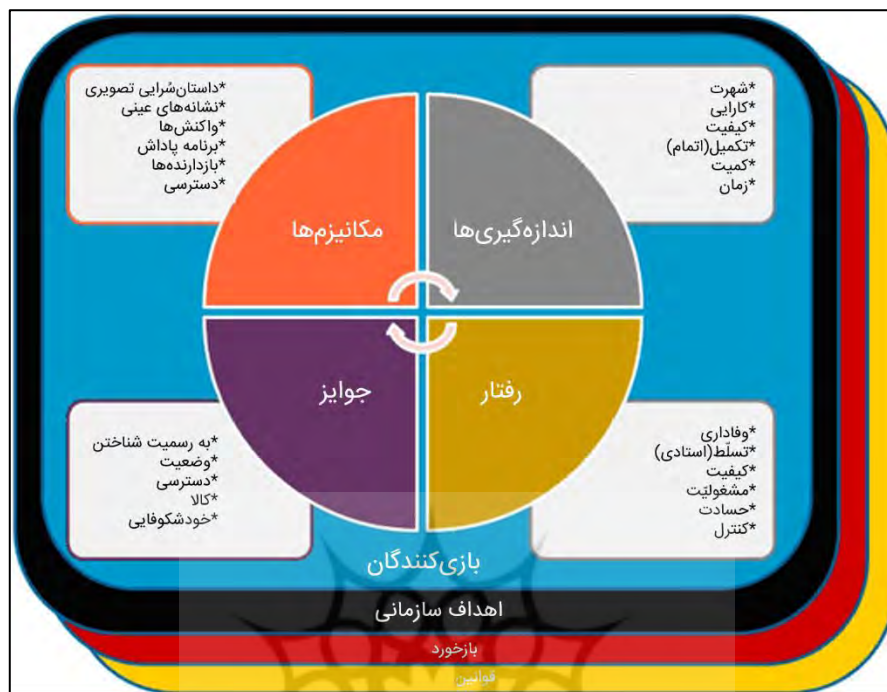 *شهرت
*کارایی
*کیفیت
*تکمیل(اتمام)
*کمیت
*زمان
*داستان‌سُرایی تصویری
*نشانه‌های عینی
*واکنش‌ها
*برنامه پاداش
*بازدارنده‌ها
*دسترسی
اندازه‌گیری‌ها
مکانیزم‌ها
رفتار
جوایز
*وفاداری
*تسلّط(استادی)
*کیفیت
*مشغولیّت
*حسادت
*کنترل
*به رسمیت شناختن
*وضعیت
*دسترسی
*کالا
*خودشکوفایی
بازی‌کنندگان
اهداف سازمانی
بازخورد
قوانین